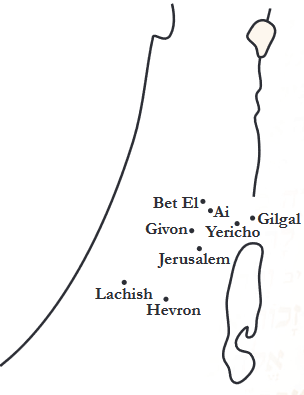 Bet El
Ai
Gilgal
Givon
Yericho
Jerusalem
Lachish
Hevron